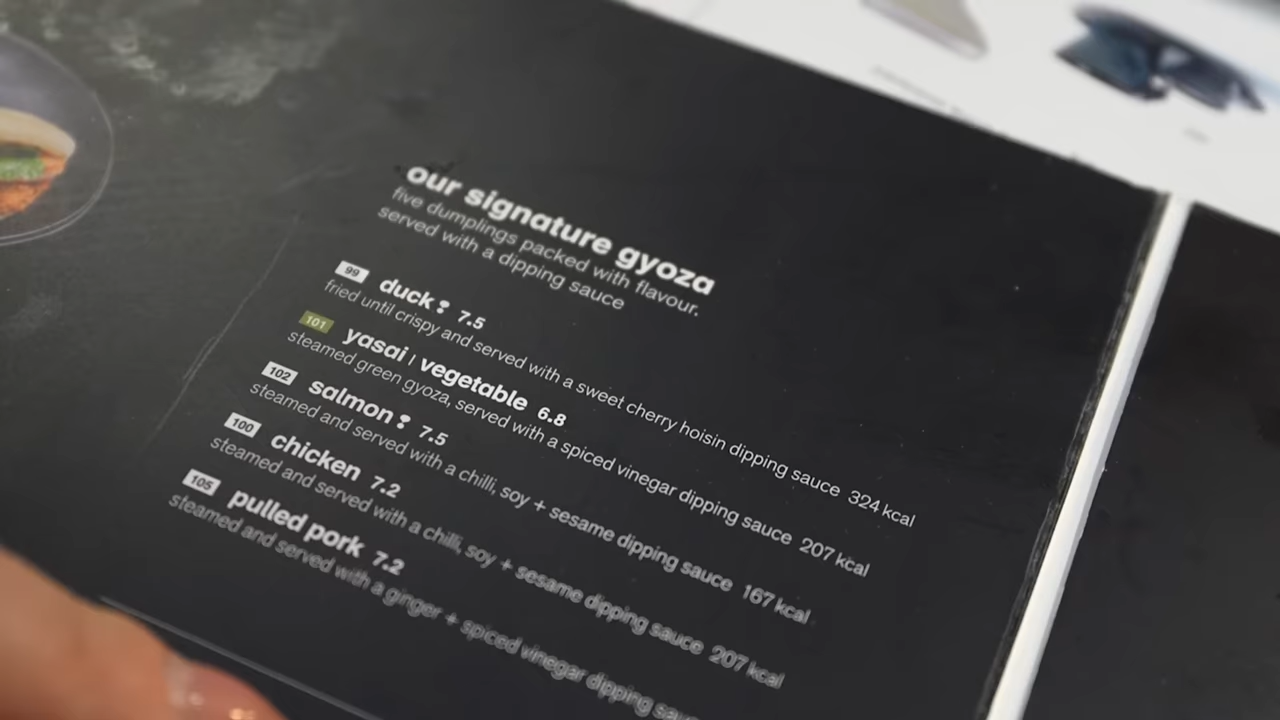 our signature gyoza
five dumplings packed with flavour.
served with a dipping sauce
99 duck 7.5
fried until crispy and served with a sweet cherry hoisin dipping sauce 324 kcal
101 yasai | vegetable 6.8
steamed green gyoza, served with a spiced vinegar dipping sauce 207 kcal
102 salmon 7.5
steamed and served with a chilli, soy + sesame dipping sauce 167 kcal
100 chicken 7.2
steamed and served with a chilli, soy + sesame dipping sauce 207 kcal
105 pulled pork 7.2
steamed and served with a ginger + spiced vinegar dipping